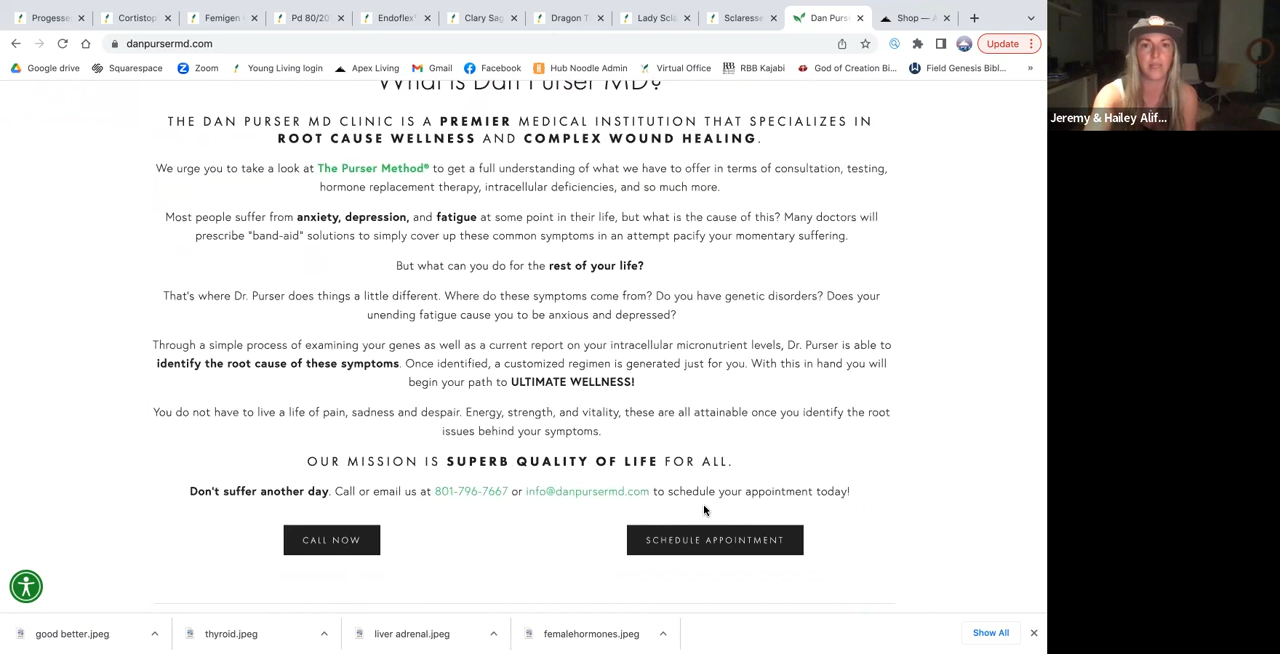 Progesse
Cortistop
Femigen
Pd 80/20
Endoflex
Clary Sag
Dragon T
Lady Scla
Sclaresse
Dan Purse
Shop — A
danpursermd.com
Update
Google drive
Squarespace
Zoom
Young Living login
Apex Living
Gmail
Facebook
Hub Noodle Admin
Virtual Office
RBB Kajabi
God of Creation Bi...
Field Genesis Bibl...
»
What is Dan Purser MD?
THE DAN PURSER MD CLINIC IS A PREMIER MEDICAL INSTITUTION THAT SPECIALIZES IN
ROOT CAUSE WELLNESS AND COMPLEX WOUND HEALING.
We urge you to take a look at The Purser Method® to get a full understanding of what we have to offer in terms of consultation, testing,
hormone replacement therapy, intracellular deficiencies, and so much more.
Most people suffer from anxiety, depression, and fatigue at some point in their life, but what is the cause of this? Many doctors will
prescribe "band-aid" solutions to simply cover up these common symptoms in an attempt pacify your momentary suffering.
But what can you do for the rest of your life?
That's where Dr. Purser does things a little different. Where do these symptoms come from? Do you have genetic disorders? Does your
unending fatigue cause you to be anxious and depressed?
Through a simple process of examining your genes as well as a current report on your intracellular micronutrient levels, Dr. Purser is able to
identify the root cause of these symptoms. Once identified, a customized regimen is generated just for you. With this in hand you will
begin your path to ULTIMATE WELLNESS!
You do not have to live a life of pain, sadness and despair. Energy, strength, and vitality, these are all attainable once you identify the root
issues behind your symptoms.
OUR MISSION IS SUPERB QUALITY OF LIFE FOR ALL.
Don't suffer another day. Call or email us at 801-796-7667 or info@danpursermd.com to schedule your appointment today!
CALL NOW
SCHEDULE APPOINTMENT
good better.jpeg
thyroid.jpeg
liver adrenal.jpeg
femalehormones.jpeg
Show All
Jeremy & Hailey Alif...